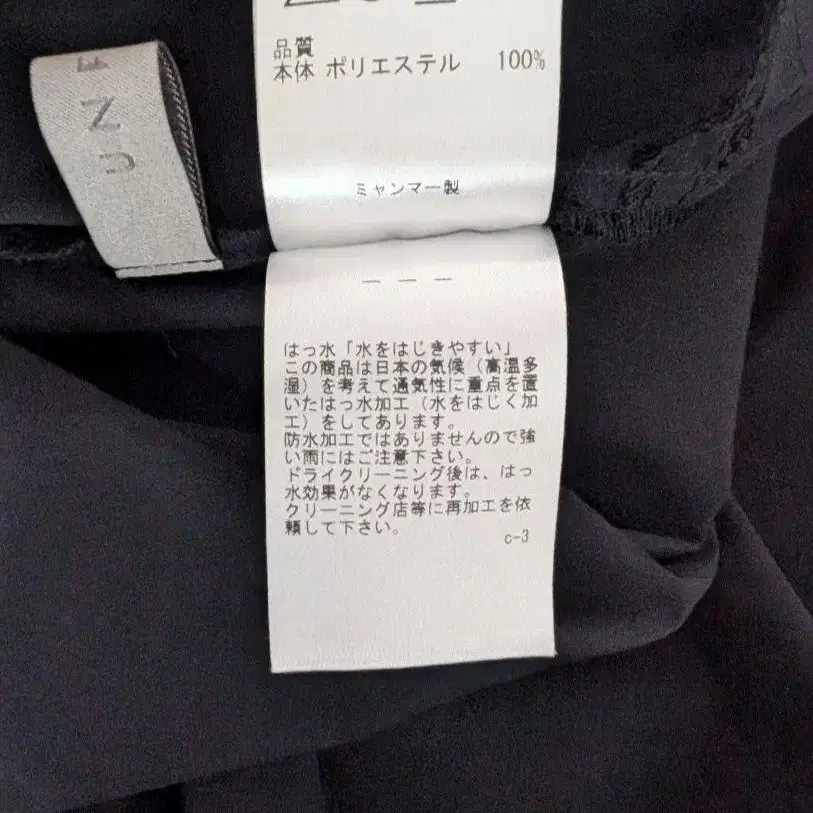 UNF
品質
本体 ポリエステル 100%
ミャンマー製
はっ水「水をはじきやすい」
この商品は日本の気候(高温多
湿)を考えて通気性に重点を置
いたはっ水加工(水をはじく加
工)をしてあります。
防水加工ではありませんので強
い雨にはご注意下さい。
ドライクリーニング後は、はっ
水効果がなくなります。
クリーニング店等に再加工を依
頼して下さい。
c-3